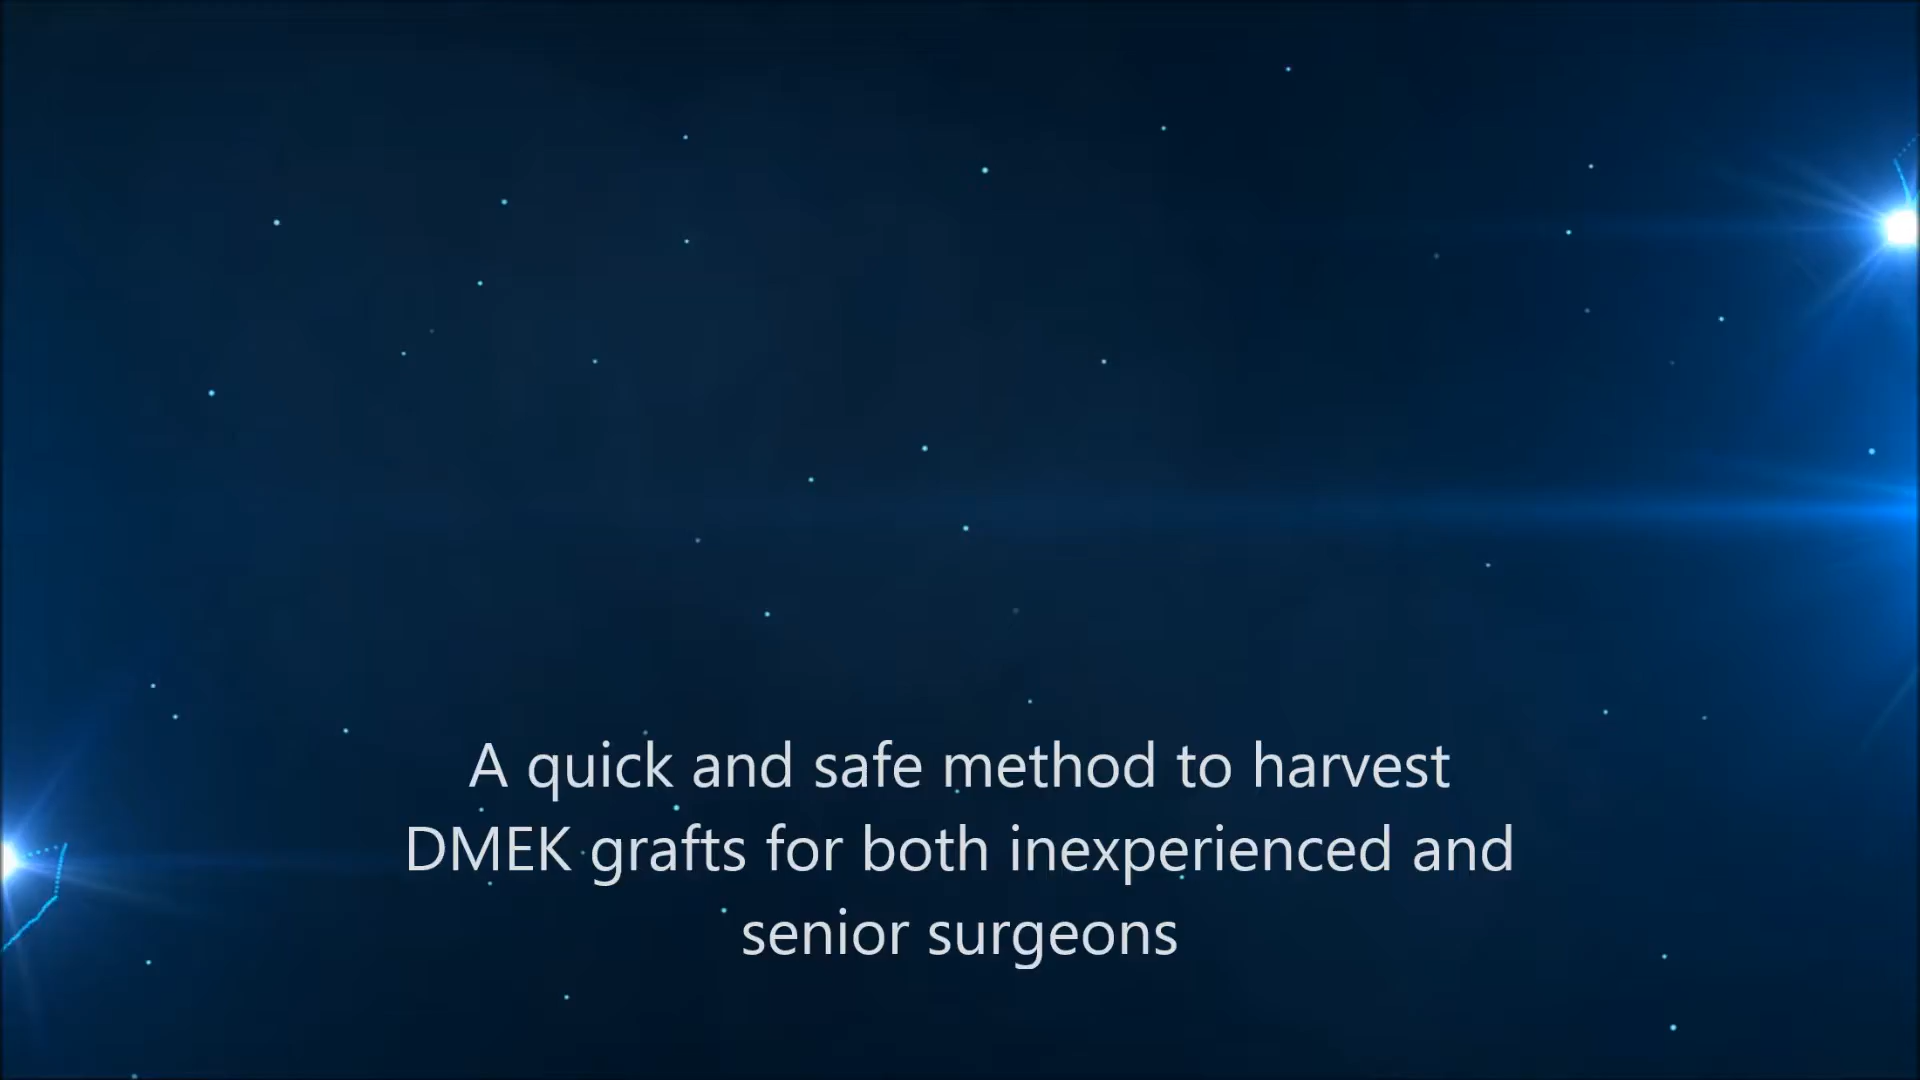 A quick and safe method to harvest
DMEK grafts for both inexperienced and
senior surgeons